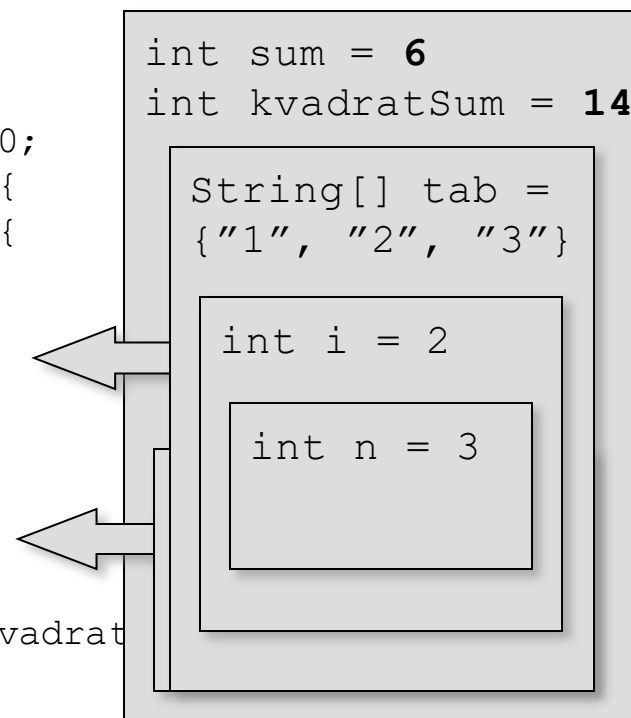 int sum = 6
int kvadratSum = 14
0;
{
{
String[] tab =
{"1", "2", "3"}
int i = 2
int n = 3
vadrat